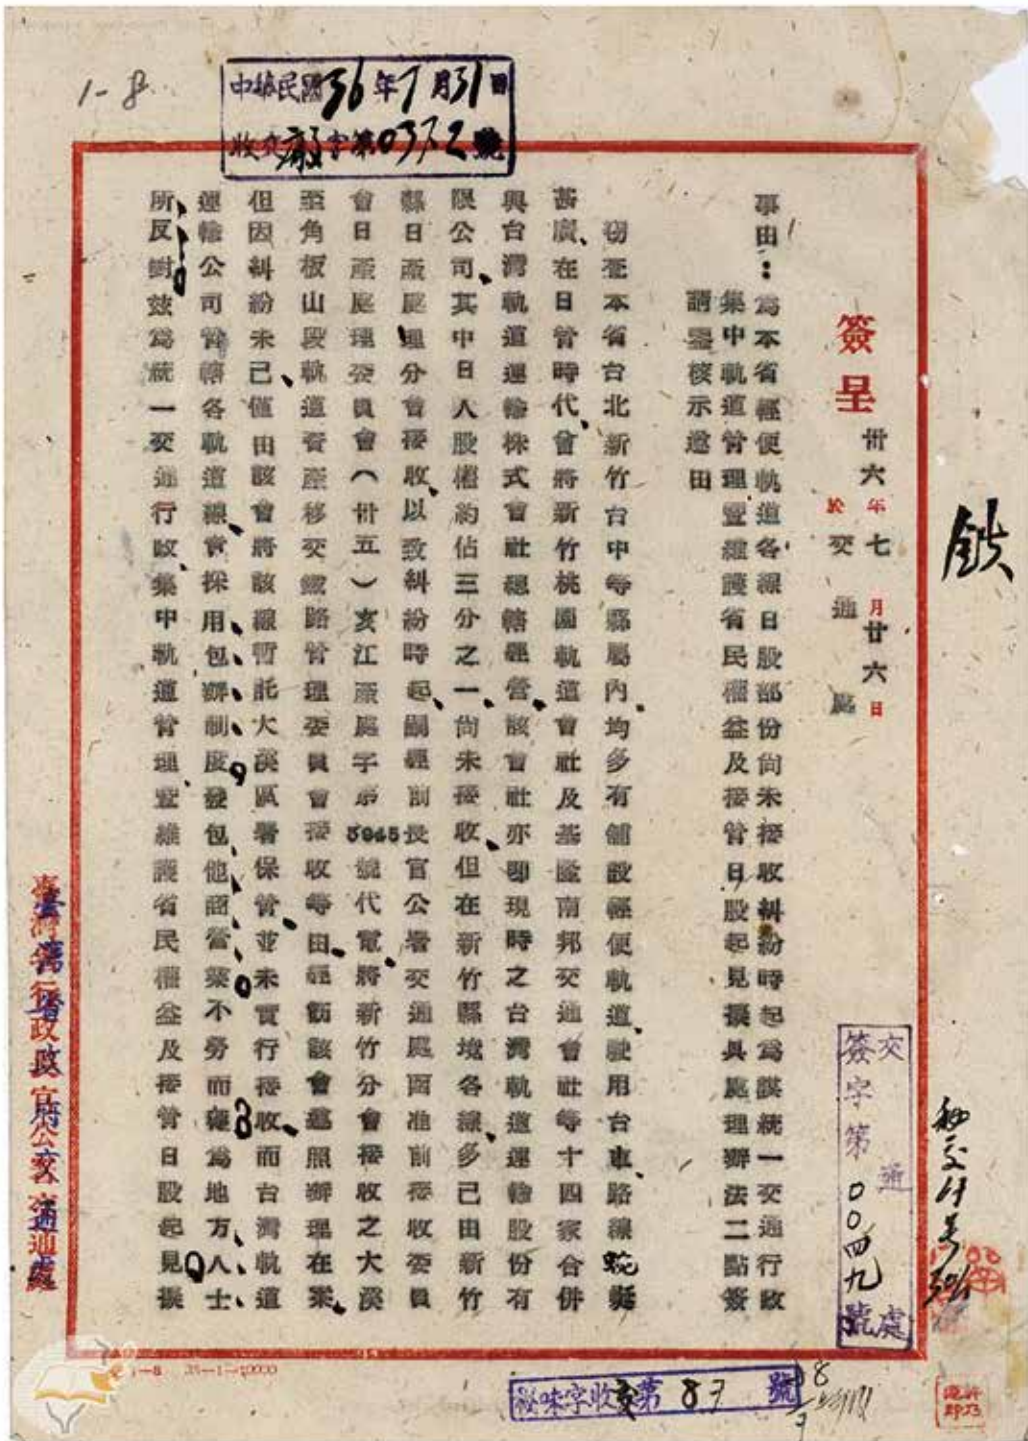 1-8
中華民國36年7月31日
收交廠字第0372號
簽呈
卅六年七月廿六日
於交通處
事由：為本省輕便軌道各線日股部份尚未接收糾紛時起為謀統一交通行政
集中軌道管理暨維護省民權益及接管日股起見擬具處理辦法二點簽
請鑒核示遵由
竊查本省台北新竹台中等縣屬內、均多有舖設輕便軌道、駛用台車、路線蜿蜒
甚廣、在日管時代、會將新竹桃園軌道會社及基隆南邦交通會社等十四家合併
與台灣軌道運輸株式會社總轄經營、該會社亦即現時之台灣軌道運輸股份有
限公司、其中日人股權約佔三分之一、尚未接收、但在新竹縣境各線、多已由新竹
縣日產處理分會接收、以致糾紛時起、嗣經前長官公署交通處函准前接收委員
會日產處理委員會（卅五）亥江產處字第5945號代電、將新竹分會接收之大溪
至角板山段軌道資產移交鐵路管理委員會接收等由、經飭該會遵照辦理在案、
但因糾紛未已、僅由該會將該線暫託大溪區署保管、並未實行接收、而台灣軌道
運輸公司管轄各軌道線、會採用包辦制度、發包他商營業、不勞而穫、為地方人士
所反對、茲為統一交通行政、集中軌道管理、暨維護省民權益及接管日股起見、擬
交通處
簽字第〇〇四九號
臺灣省行政長官公署交通處
臺灣省政府交通處
秘味字收文第87號